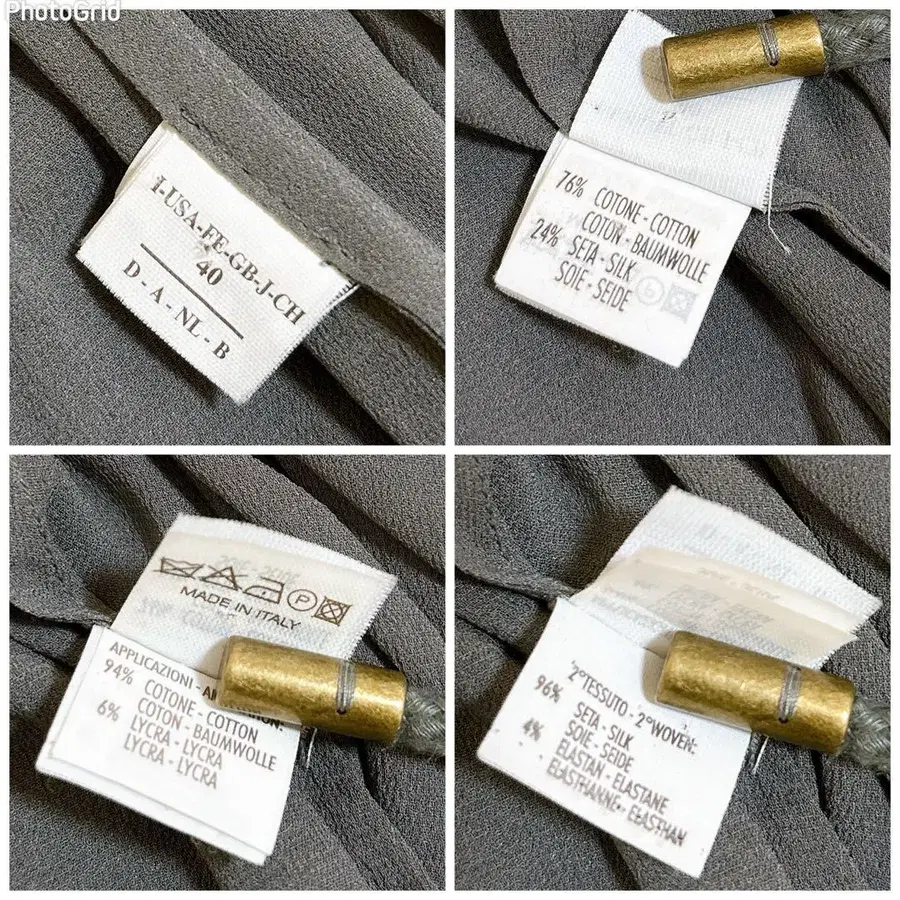 PhotoGrid
I-USA-FE-GB-J-CH
40
D - A - NL - B
76% COTONE - COTTON
COTON - BAUMWOLLE
24% SETA - SILK
SOIE - SEIDE
P
MADE IN ITALY
APPLICAZIONI -
94% COTONE - COTTON
COTON - BAUMWOLLE
6% LYCRA - LYCRA
LYCRA - LYCRA
2°TESSUTO - 2°WOVEN:
96% SETA - SILK
SOIE - SEIDE
4% ELASTAN - ELASTANE
ELASTHANNE - ELASTHAN